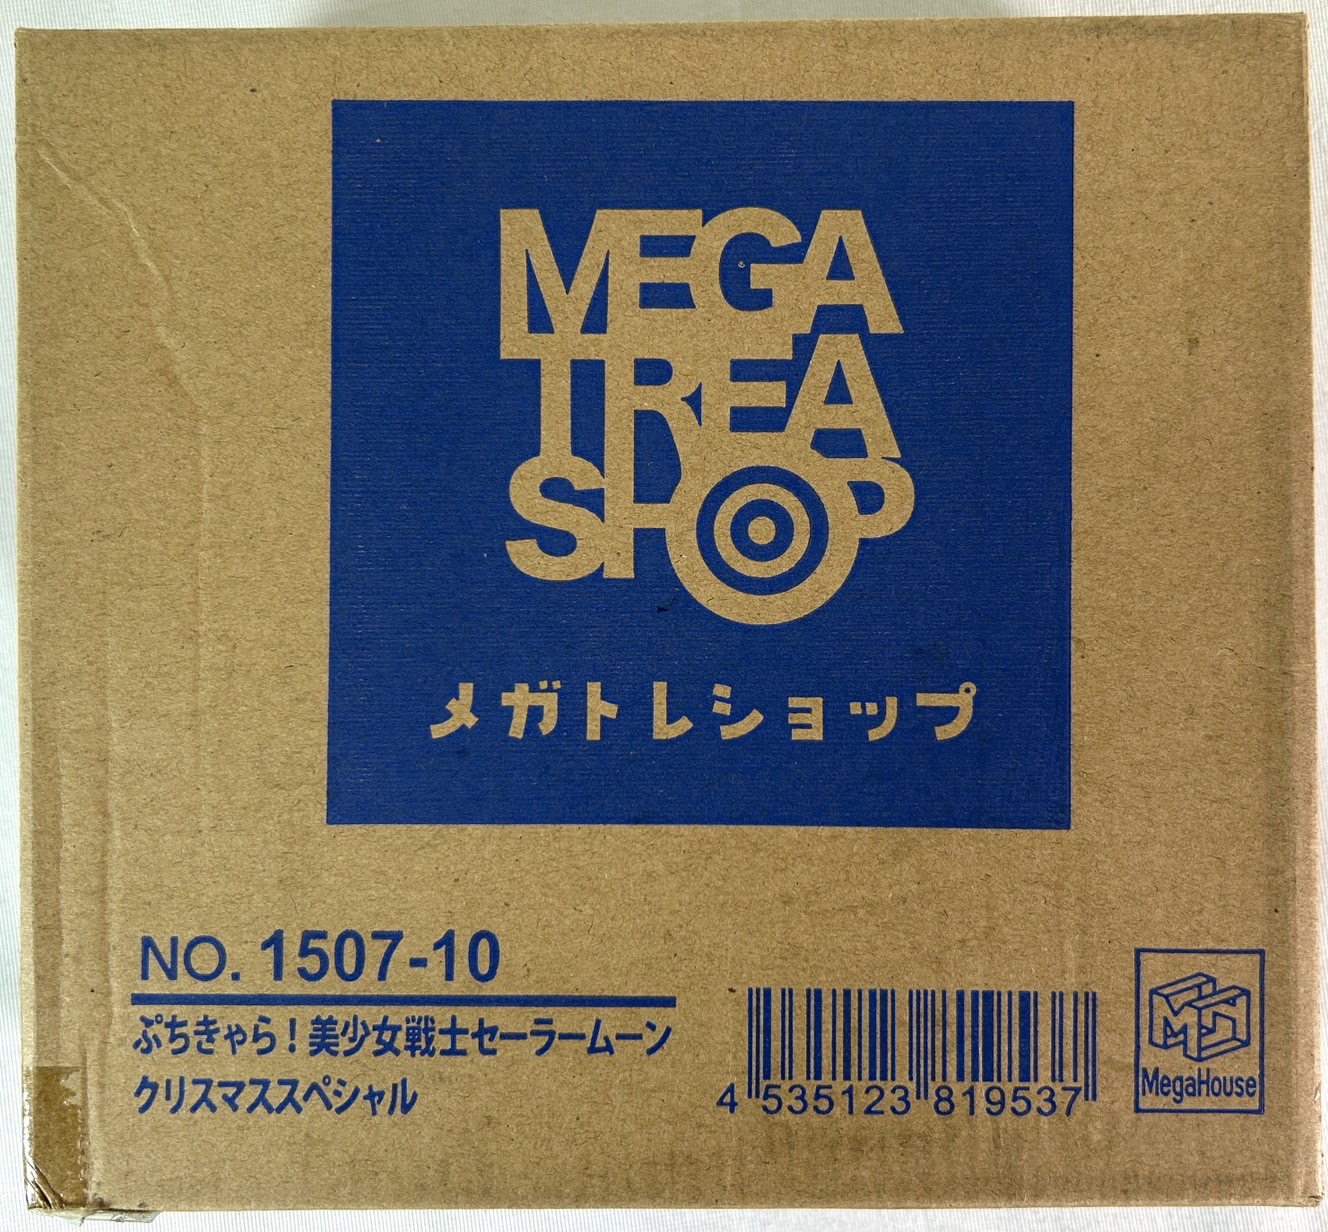 MEGA
TREA
SHOP
メガトレショップ
NO. 1507-10
ぷちきゃら！美少女戦士セーラームーン
クリスマススペシャル
4 535123 819537
MegaHouse